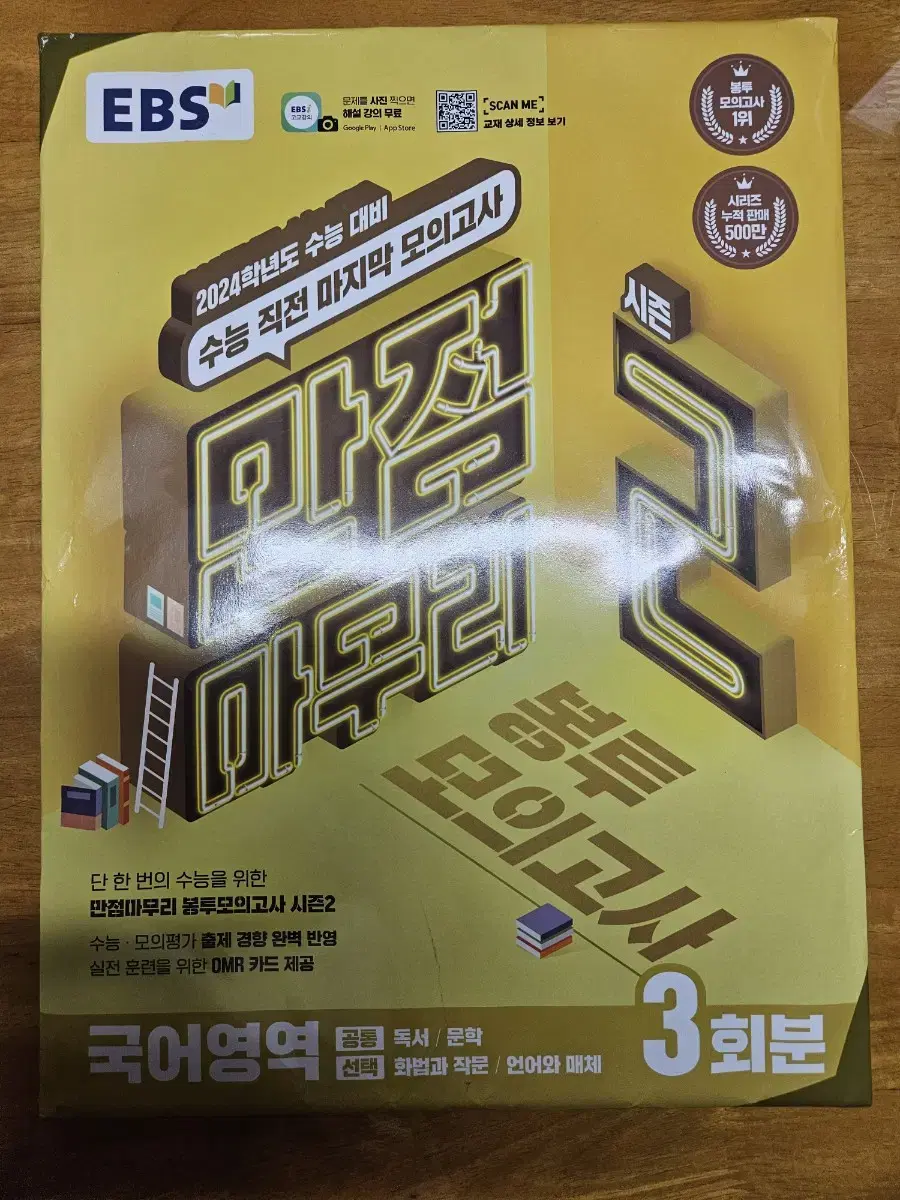 EBS
EBS
고교강의
문제를 사진 찍으면
해설 강의 무료
Google Play | App Store
SCAN ME
교재 상세 정보 보기
봉투
모의고사
1위
시리즈
누적 판매
500만
2024학년도 수능 대비
수능 직전 마지막 모의고사
만점
마무리
시즌
2
봉투
모의고사
단 한 번의 수능을 위한
만점마무리 봉투모의고사 시즌2
수능·모의평가 출제 경향 완벽 반영
실전 훈련을 위한 OMR 카드 제공
국어영역
공통 독서 / 문학
선택 화법과 작문 / 언어와 매체
3회분